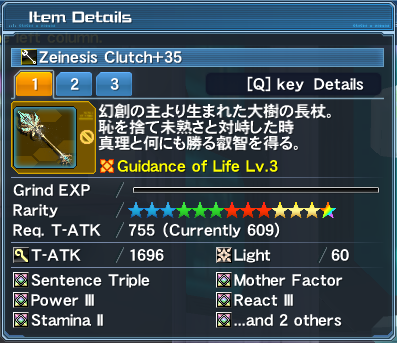 Item Details
e left column.
Zeinesis Clutch+35
1 2 3 [Q] key Details
幻創の主より生まれた大樹の長杖。
恥を捨て未熟さと対峙した時
真理と何にも勝る叡智を得る。
Guidance of Life Lv.3
Grind EXP /
Rarity /
Req. T-ATK / 755 (Currently 609)
T-ATK / 1696 Light / 60
Sentence Triple Mother Factor
Power Ⅲ React Ⅲ
Stamina Ⅱ ...and 2 others